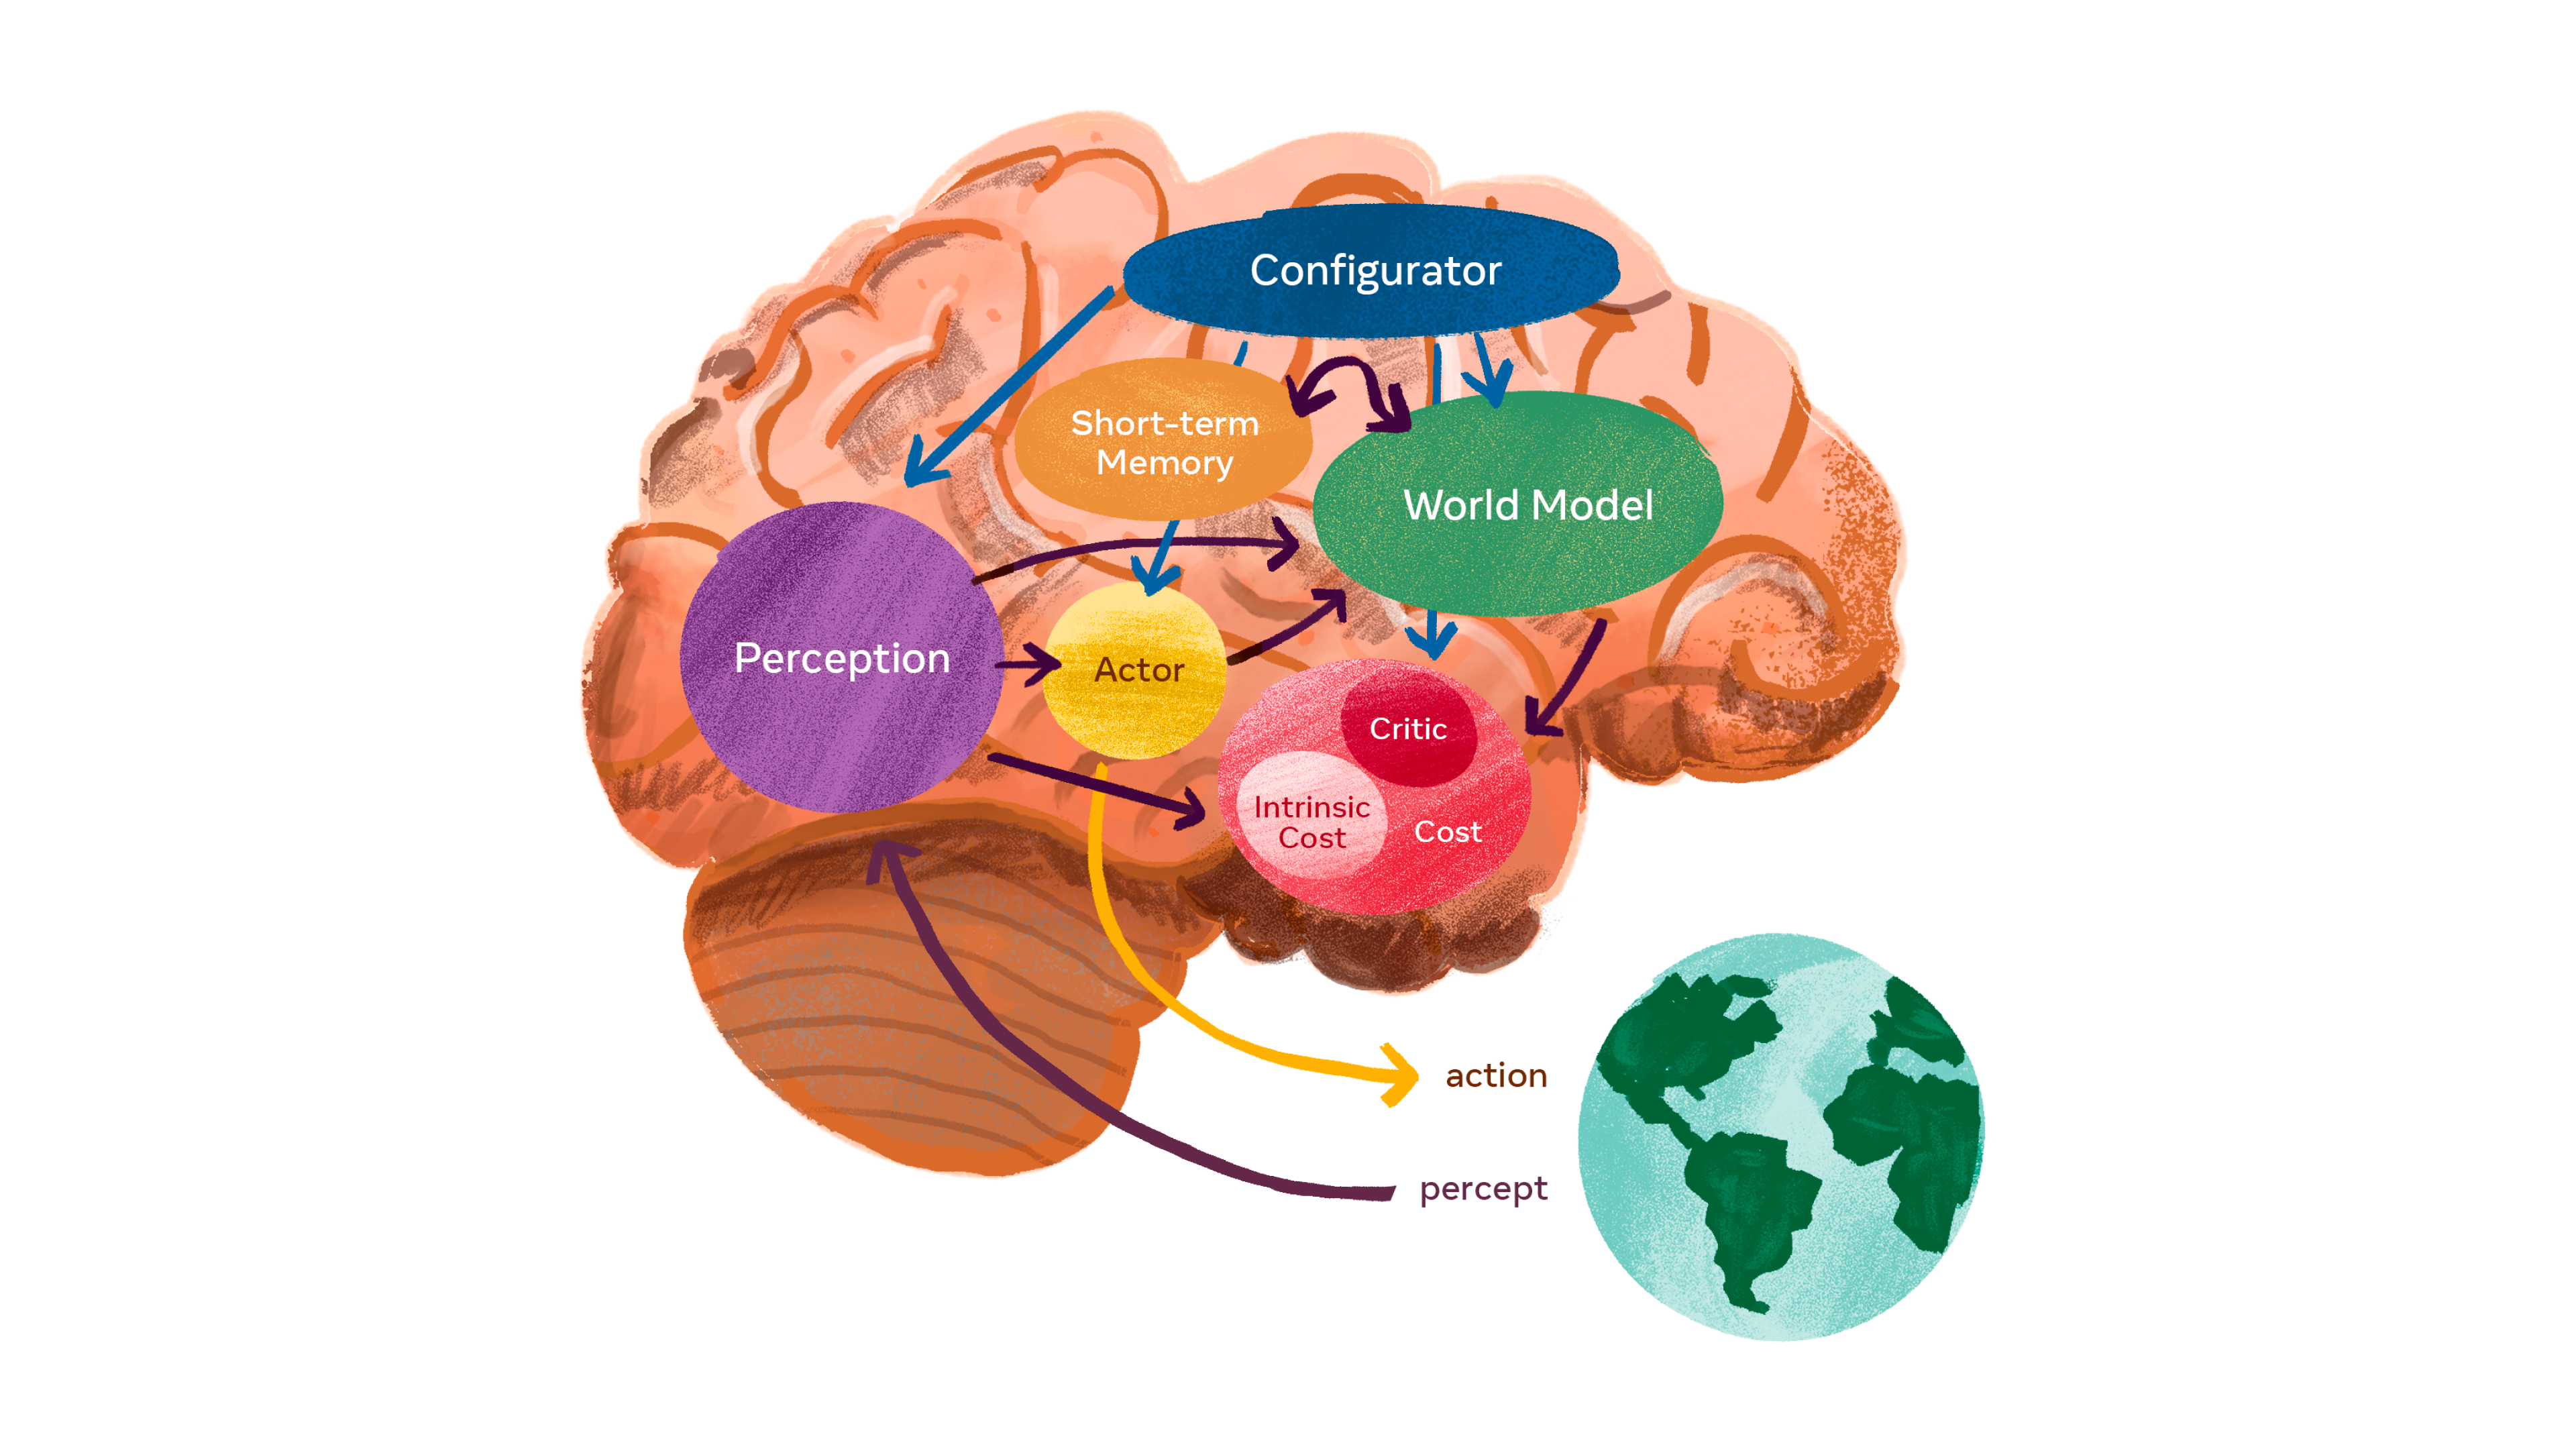 Configurator
Short-term
Memory
World Model
Perception
Actor
Critic
Intrinsic
Cost
Cost
action
percept